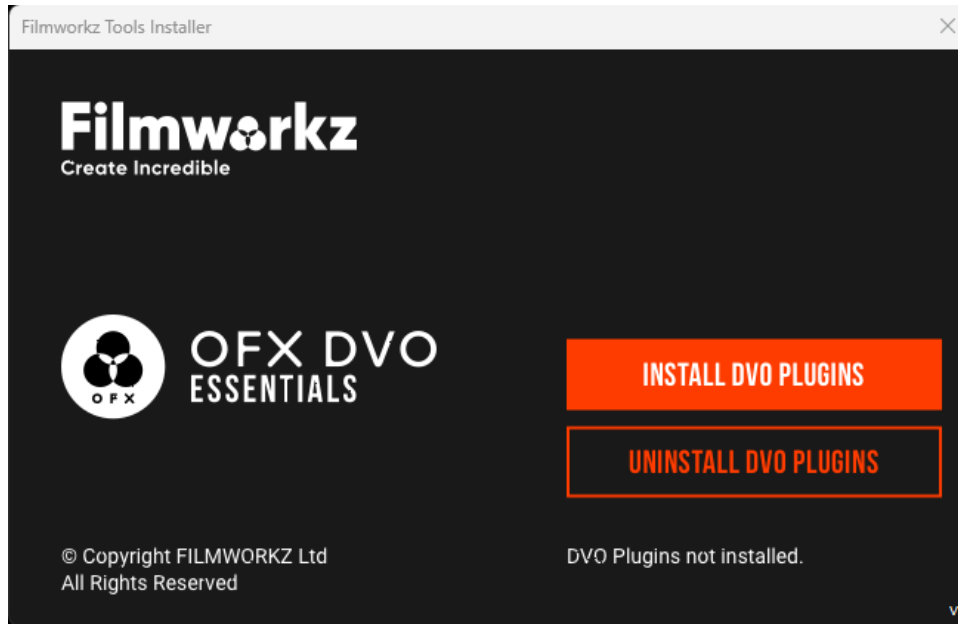 Filmworkz Tools Installer
Filmworkz
Create Incredible
OFX
OFX DVO
ESSENTIALS
INSTALL DVO PLUGINS
UNINSTALL DVO PLUGINS
© Copyright FILMWORKZ Ltd
All Rights Reserved
DVO Plugins not installed.
v